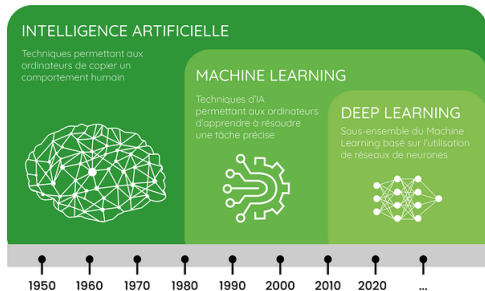 INTELLIGENCE ARTIFICIELLE
Techniques permettant aux
ordinateurs de copier un
comportement humain
MACHINE LEARNING
Techniques d'IA
permettant aux ordinateurs
d'apprendre à résoudre
une tâche précise
DEEP LEARNING
Sous-ensemble du Machine
Learning basé sur l'utilisation
de réseaux de neurones
1950 1960 1970 1980 1990 2000 2010 2020 ...